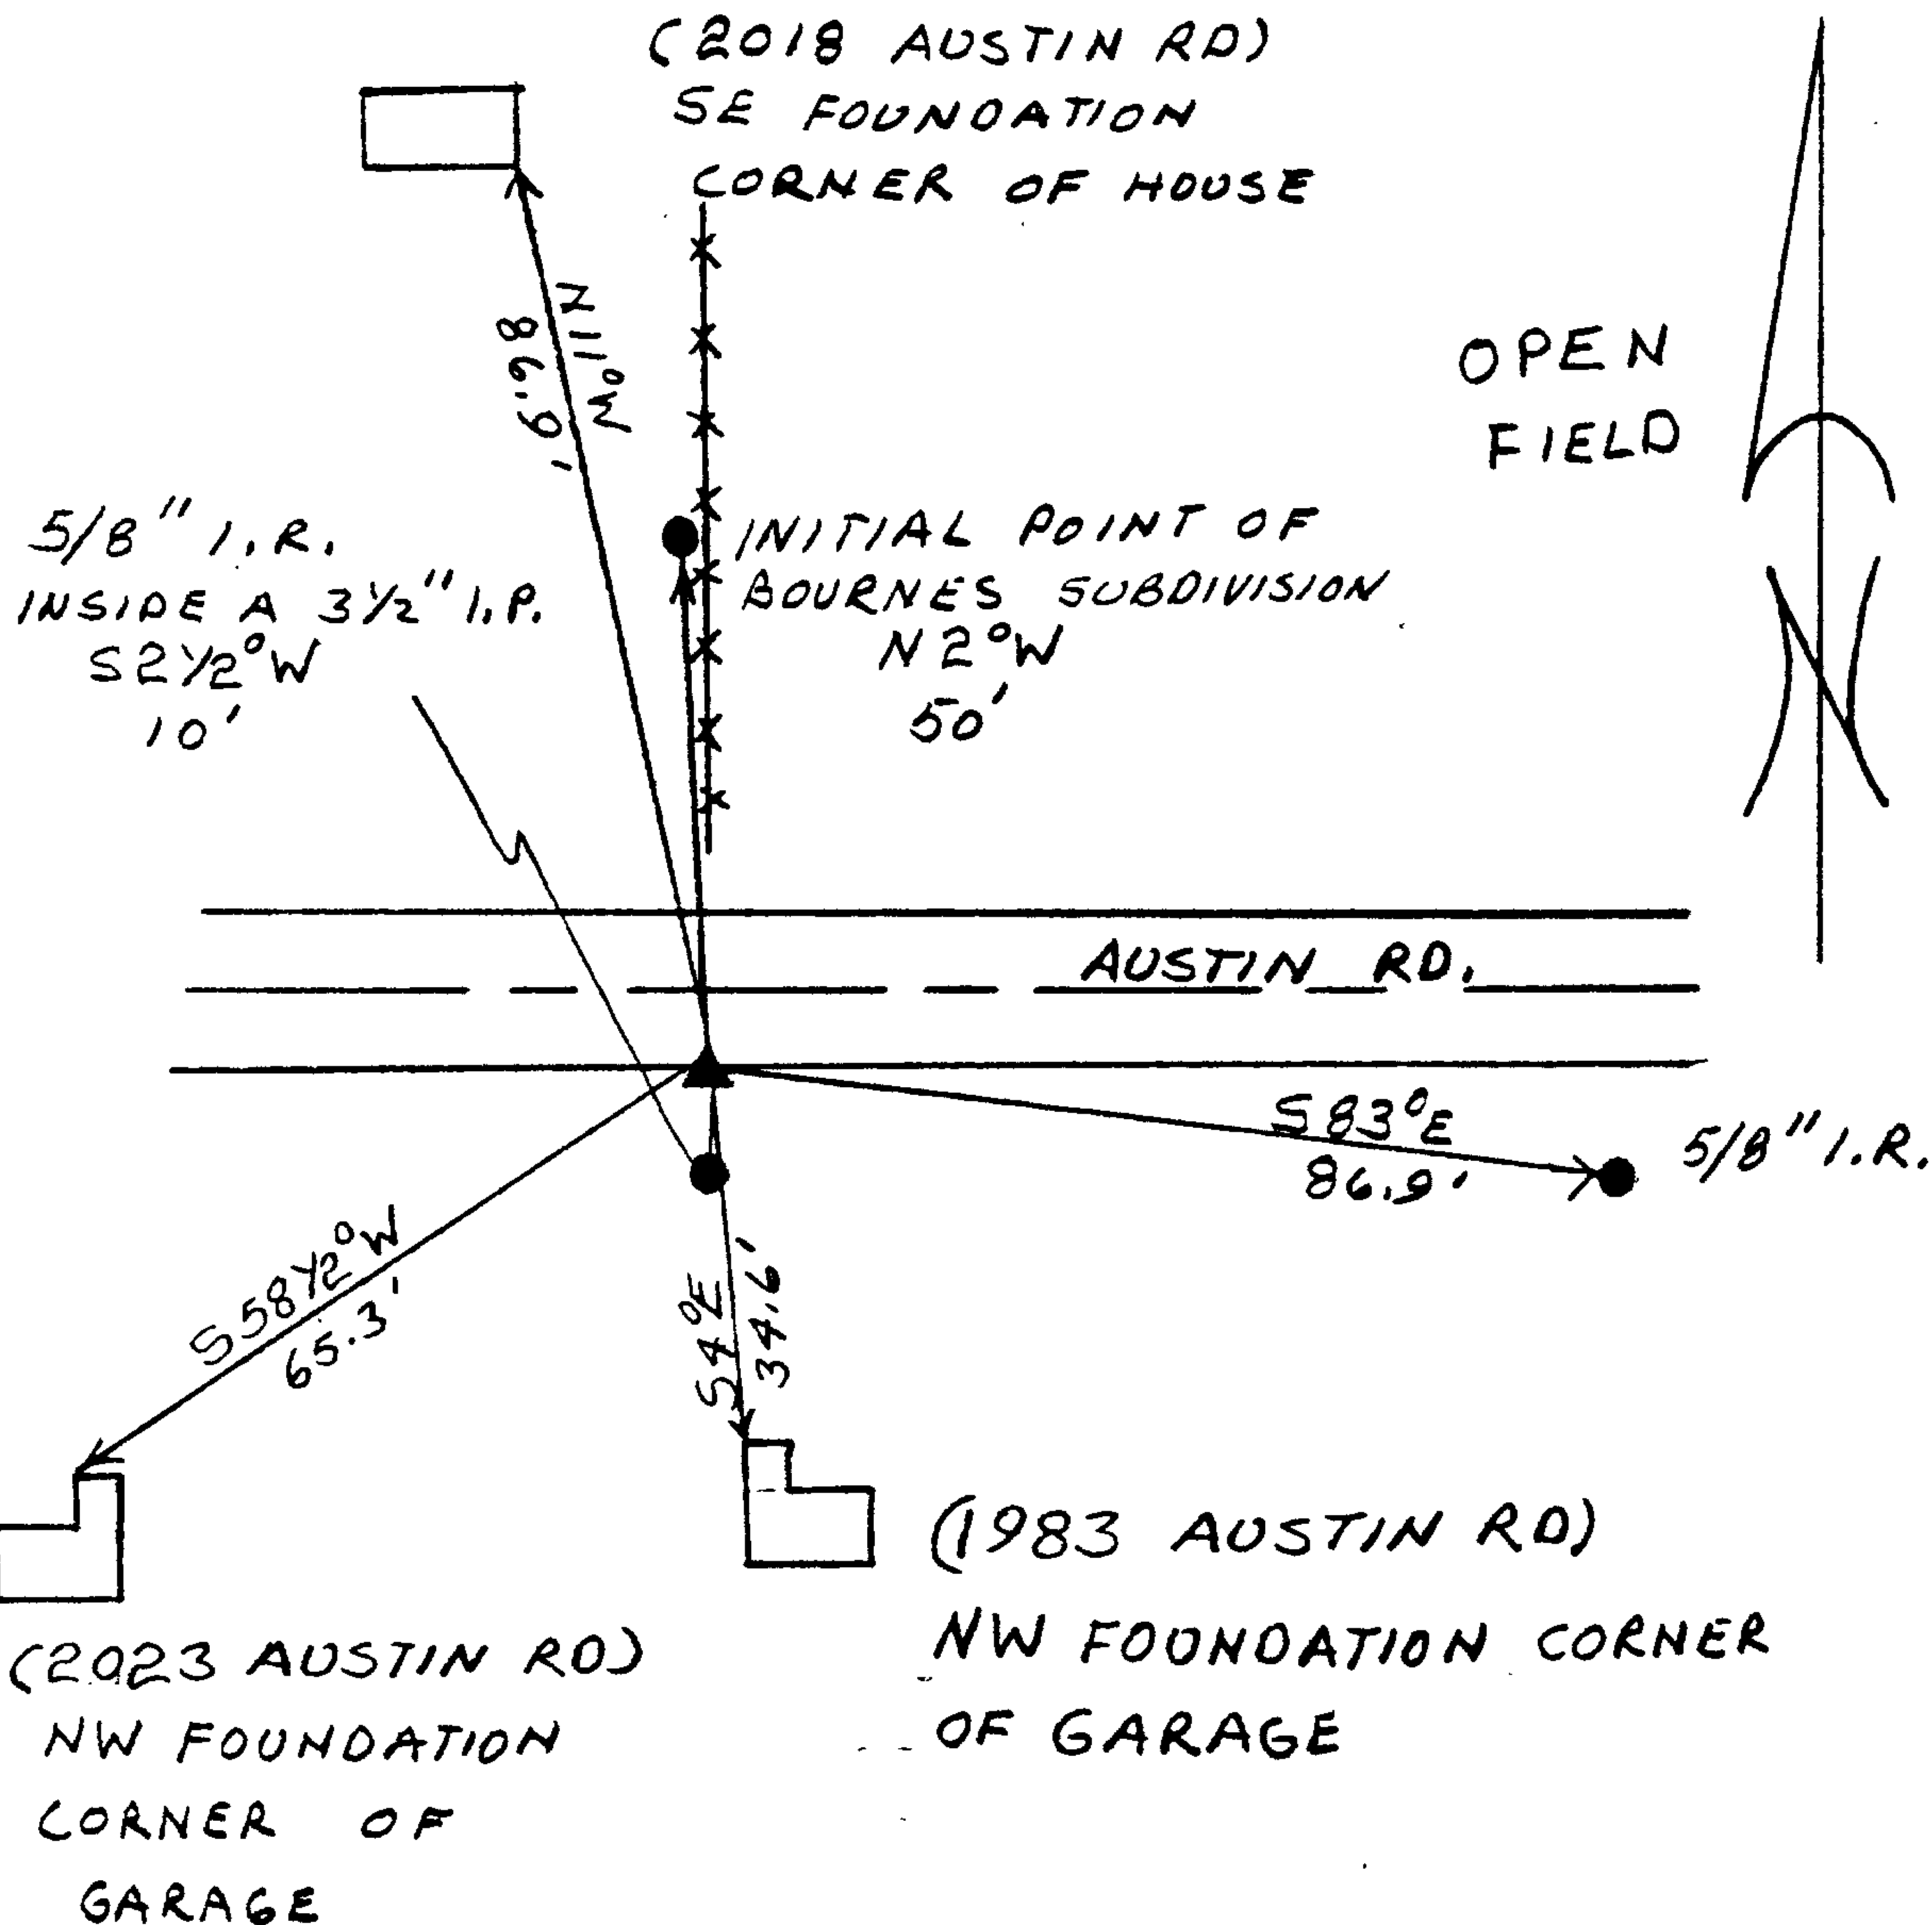 (2018 AUSTIN RD)
SE FOUNDATION
CORNER OF HOUSE
N11°W
86.9'
OPEN
FIELD
N
5/8" I.R.
INSIDE A 3½" I.P.
S2½°W
10'
INITIAL POINT OF
BOURNES SUBDIVISION
N2°W
50'
AUSTIN RD.
S83°E
86.9'
5/8" I.R.
S58½°W
65.3'
S4°E
34.6'
(1983 AUSTIN RD)
NW FOUNDATION CORNER
OF GARAGE
(2023 AUSTIN RD)
NW FOUNDATION
CORNER OF
GARAGE